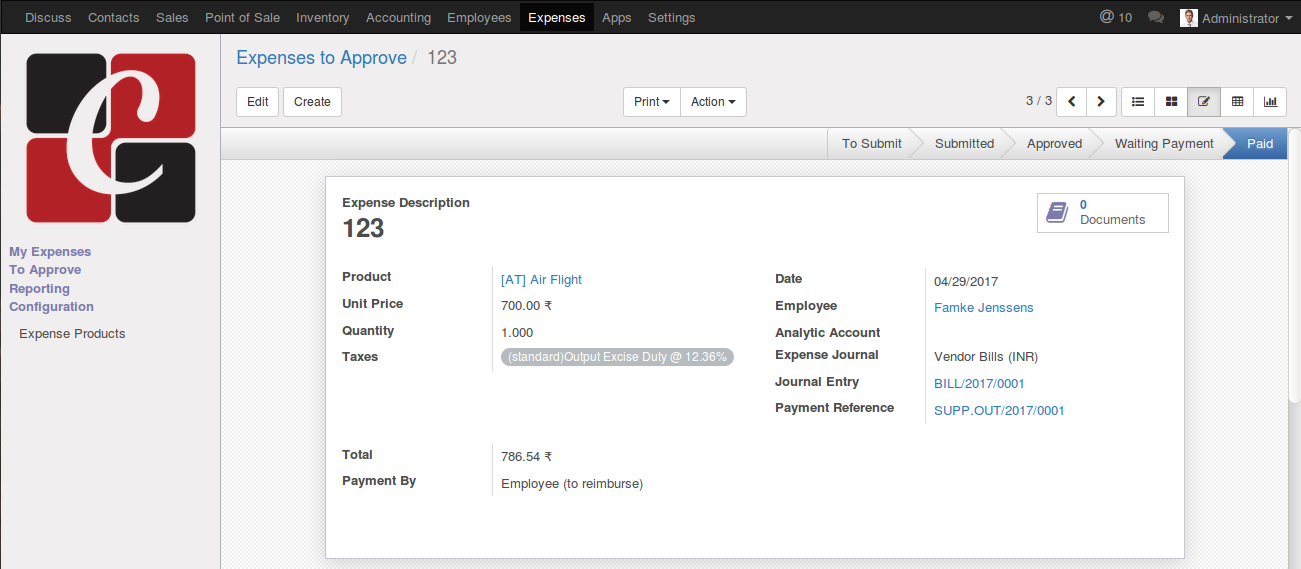 Discuss Contacts Sales Point of Sale Inventory Accounting Employees Expenses Apps Settings @ 10 Administrator
C
Expenses to Approve / 123
Edit Create Print Action 3 / 3
To Submit Submitted Approved Waiting Payment Paid
My Expenses
To Approve
Reporting
Configuration
Expense Products
Expense Description
123
0
Documents
Product [AT] Air Flight
Unit Price 700.00 ₹
Quantity 1.000
Taxes (standard)Output Excise Duty @ 12.36%
Date 04/29/2017
Employee Famke Jenssens
Analytic Account
Expense Journal Vendor Bills (INR)
Journal Entry BILL/2017/0001
Payment Reference SUPP.OUT/2017/0001
Total 786.54 ₹
Payment By Employee (to reimburse)